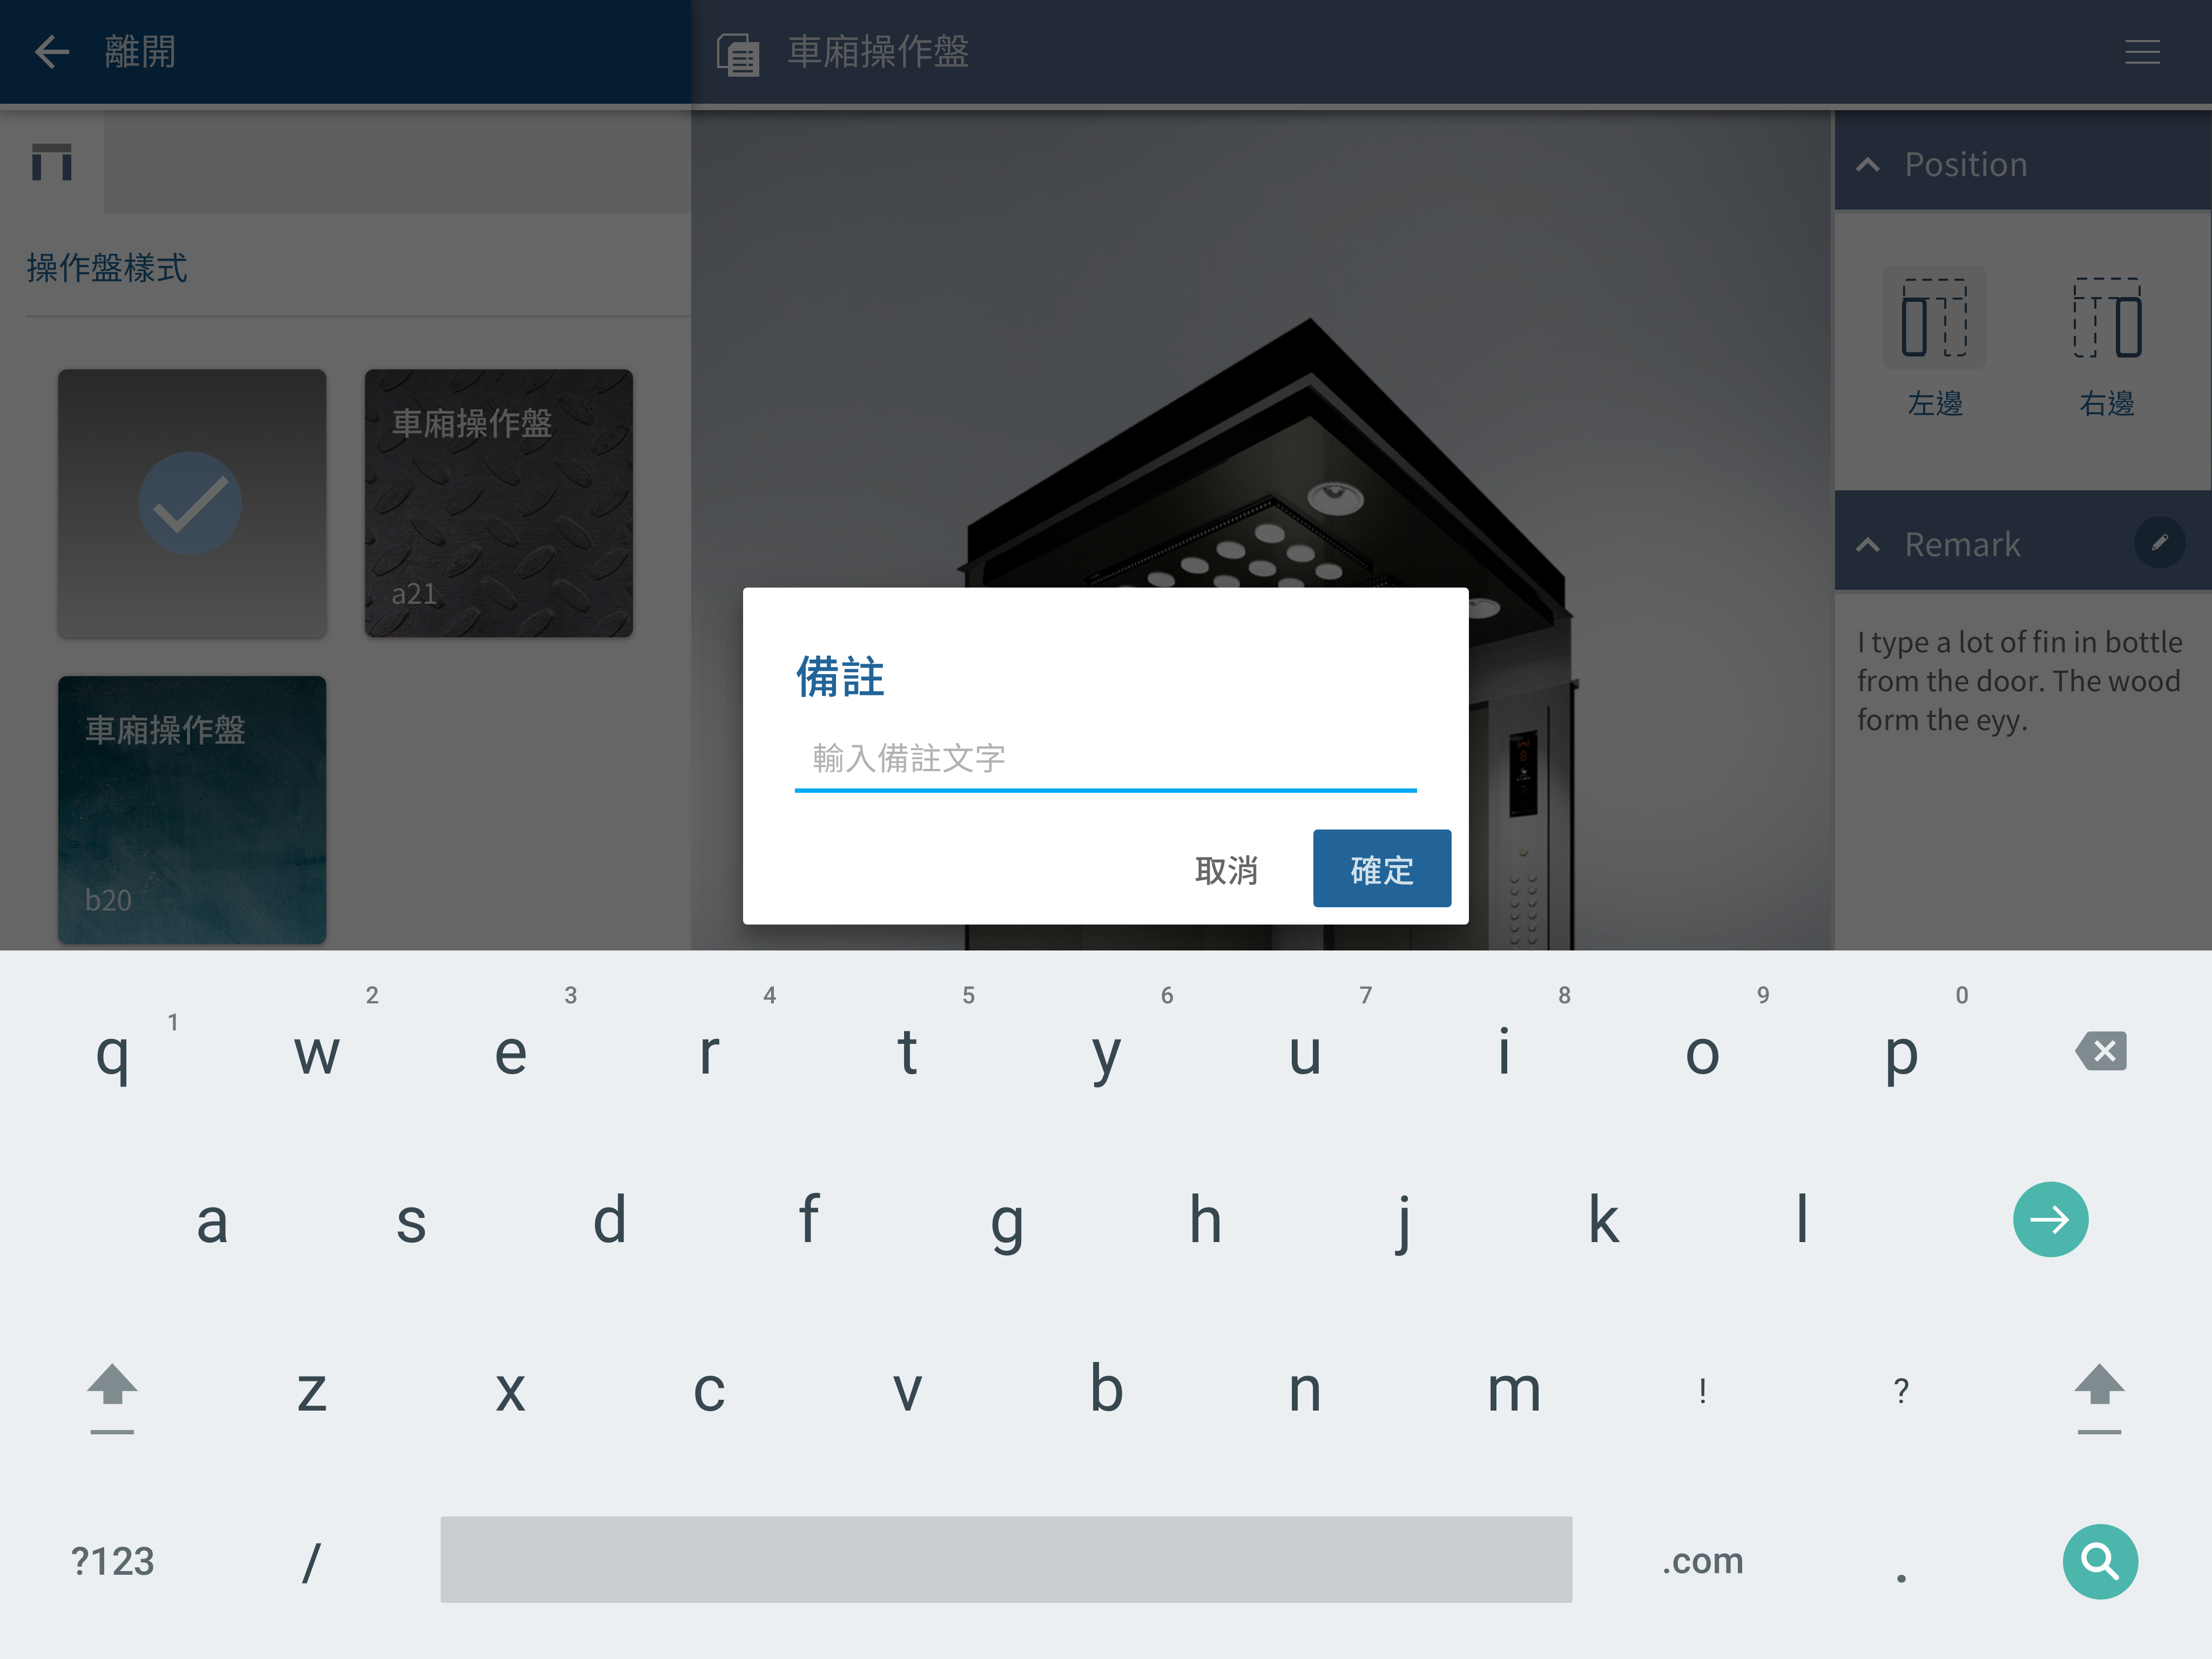 離開
車廂操作盤
操作盤樣式
車廂操作盤
a21
車廂操作盤
b20
Position
左邊
右邊
Remark
I type a lot of fin in bottle
from the door. The wood
form the eyy.
備註
輸入備註文字
取消
確定
q 1 w 2 e 3 r 4 t 5 y 6 u 7 i 8 o 9 p 0
a s d f g h j k l
z x c v b n m ! ?
?123 / .com .